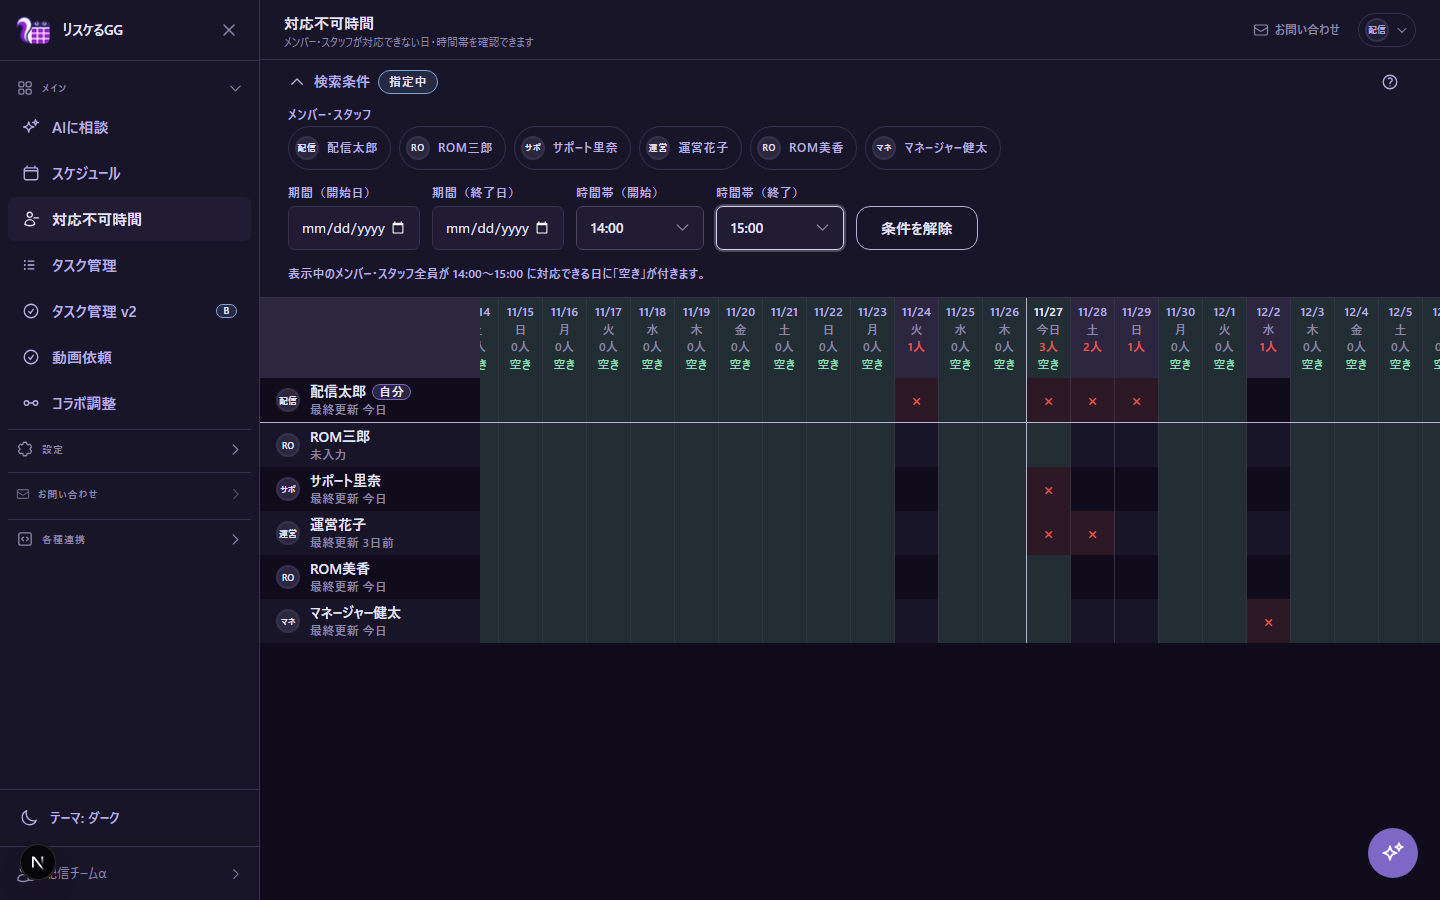 リスケるGG
メイン
AIに相談
スケジュール
対応不可時間
タスク管理
タスク管理 v2
B
動画依頼
コラボ調整
設定
お問い合わせ
各種連携
テーマ: ダーク
N
配信チームα
対応不可時間
メンバー・スタッフが対応できない日・時間帯を確認できます
お問い合わせ
配信
検索条件
指定中
メンバー・スタッフ
配信 配信太郎
RO ROM三郎
サポ サポート里奈
運営 運営花子
RO ROM美香
マネ マネージャー健太
期間（開始日） 期間（終了日） 時間帯（開始） 時間帯（終了）
mm/dd/yyyy mm/dd/yyyy 14:00 15:00 条件を解除
表示中のメンバー・スタッフ全員が 14:00〜15:00 に対応できる日に「空き」が付きます。
14 11/15 11/16 11/17 11/18 11/19 11/20 11/21 11/22 11/23 11/24 11/25 11/26 11/27 11/28 11/29 11/30 12/1 12/2 12/3 12/4 12/5
日 月 火 水 木 金 土 日 月 火 水 木 今日 土 日 月 火 水 木 金 土
0人 0人 0人 0人 0人 0人 0人 0人 0人 1人 0人 0人 3人 2人 1人 0人 0人 1人 0人 0人 0人
空き 空き 空き 空き 空き 空き 空き 空き 空き 空き 空き 空き 空き 空き 空き 空き 空き
配信 配信太郎 自分
最終更新 今日
× × × ×
RO ROM三郎
未入力
サポ サポート里奈
最終更新 今日
×
運営 運営花子
最終更新 3日前
× ×
RO ROM美香
最終更新 今日
マネ マネージャー健太
最終更新 今日
×